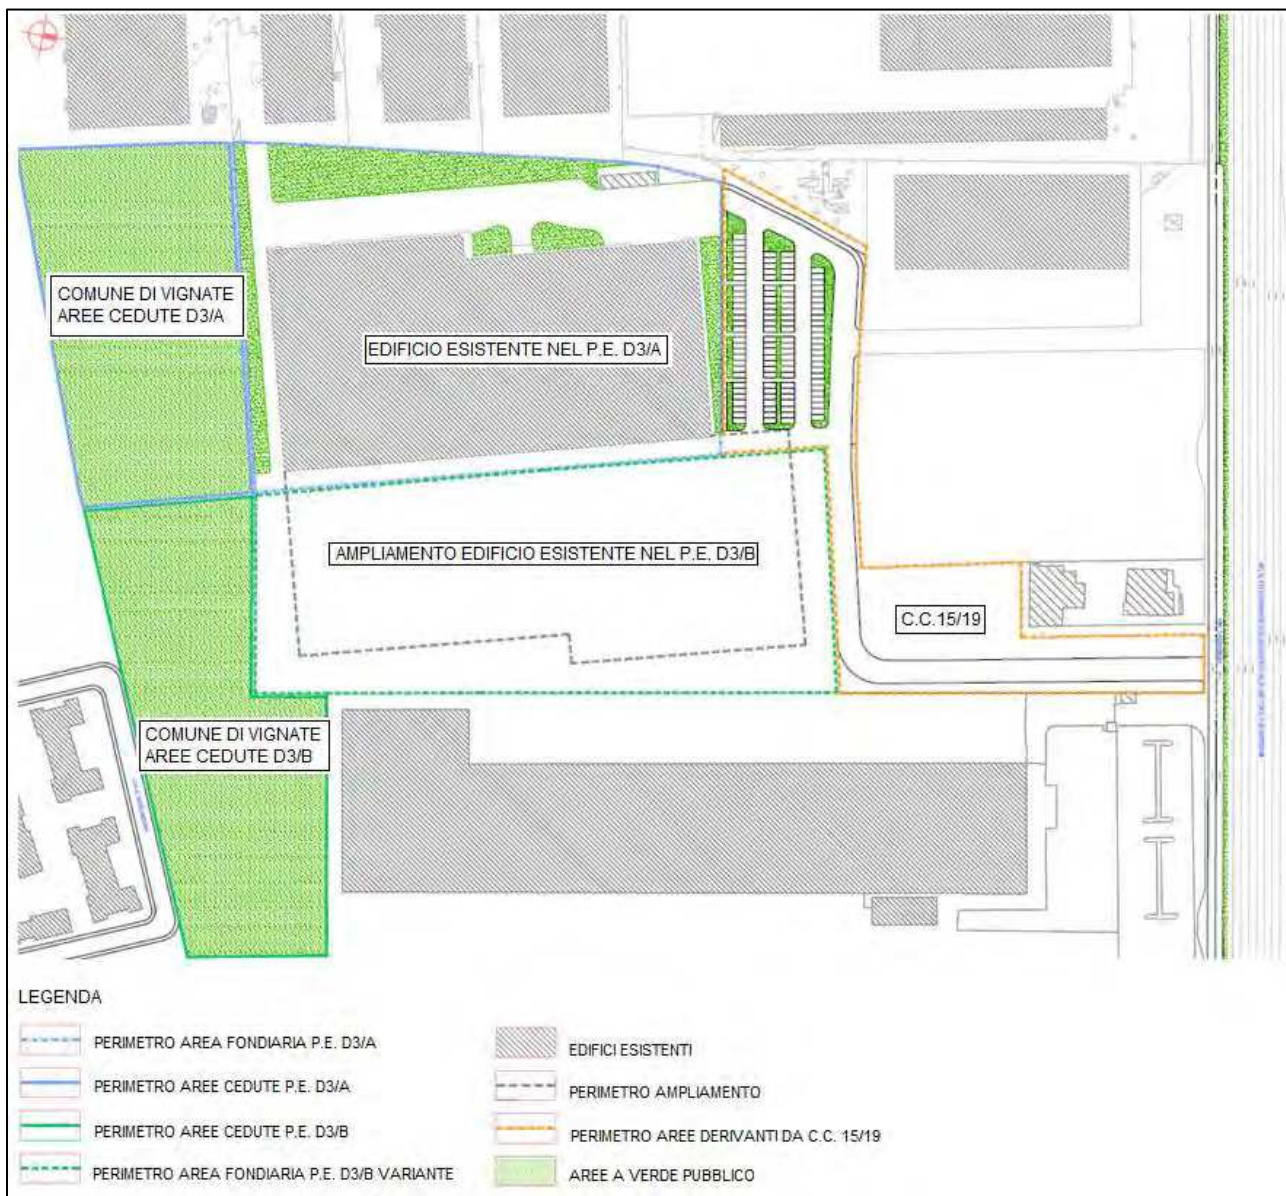 COMUNE DI VIGNATE
AREE CEDUTE D3/A
EDIFICIO ESISTENTE NEL P.E. D3/A
AMPLIAMENTO EDIFICIO ESISTENTE NEL P.E. D3/B
C.C.15/19
COMUNE DI VIGNATE
AREE CEDUTE D3/B
LEGENDA
PERIMETRO AREA FONDIARIA P.E. D3/A
PERIMETRO AREE CEDUTE P.E. D3/A
PERIMETRO AREE CEDUTE P.E. D3/B
PERIMETRO AREA FONDIARIA P.E. D3/B VARIANTE
EDIFICI ESISTENTI
PERIMETRO AMPLIAMENTO
PERIMETRO AREE DERIVANTI DA C.C. 15/19
AREE A VERDE PUBBLICO